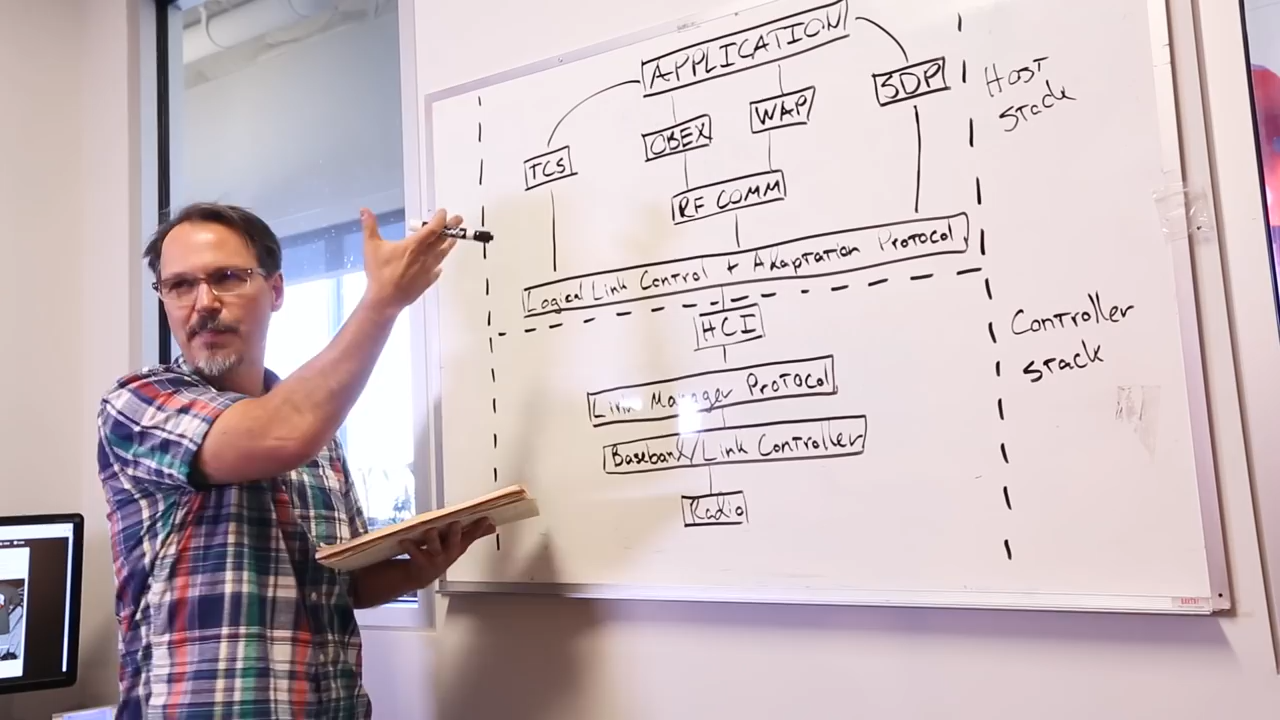 APPLICATION
SDP
WAP
OBEX
TCS
RF COMM
Host
Stack
Logical Link Control + Adaptation Protocol
HCI
Controller
Stack
Link Manager Protocol
Baseband/Link Controller
Radio